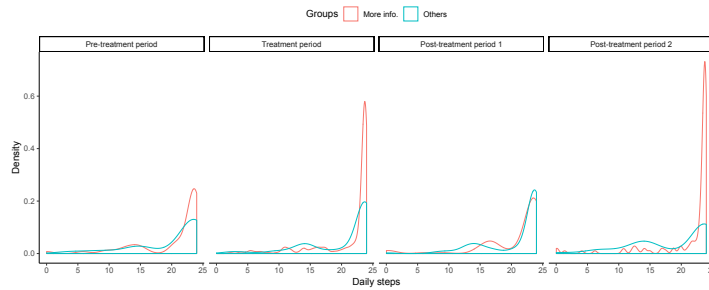 Groups More info. Others
Pre-treatment period Treatment period Post-treatment period 1 Post-treatment period 2
0.6
0.4
0.2
0.0
Density
0 5 10 15 20 25 0 5 10 15 20 25 0 5 10 15 20 25 0 5 10 15 20 25
Daily steps